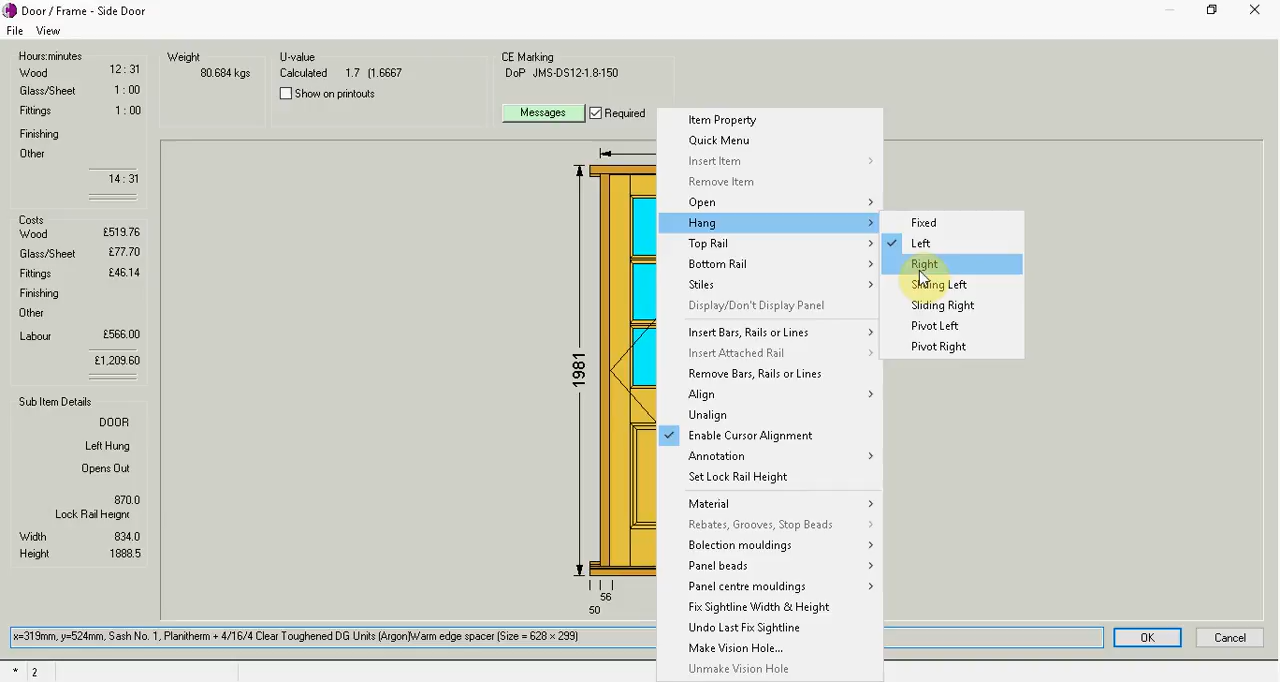 Door / Frame - Side Door
File View
Hours:minutes
Wood 12 : 31
Glass/Sheet 1 : 00
Fittings 1 : 00
Finishing
Other
14 : 31
Costs
Wood £519.76
Glass/Sheet £77.70
Fittings £46.14
Finishing
Other
Labour £566.00
£1,209.60
Sub Item Details
DOOR
Left Hung
Opens Out
870.0
Lock Rail Height
Width 834.0
Height 1888.5
Weight
80.684 kgs
U-value
Calculated 1.7 (1.6667
Show on printouts
CE Marking
DoP JMS-DS12-1.8-150
Messages
Required
1981
56
50
Item Property
Quick Menu
Insert Item
Remove Item
Open
Hang
Top Rail
Bottom Rail
Stiles
Display/Don't Display Panel
Insert Bars, Rails or Lines
Insert Attached Rail
Remove Bars, Rails or Lines
Align
Unalign
Enable Cursor Alignment
Annotation
Set Lock Rail Height
Material
Rebates, Grooves, Stop Beads
Bolection mouldings
Panel beads
Panel centre mouldings
Fix Sightline Width & Height
Undo Last Fix Sightline
Make Vision Hole...
Unmake Vision Hole
Fixed
Left
Right
Sliding Left
Sliding Right
Pivot Left
Pivot Right
x=319mm, y=524mm, Sash No. 1, Planitherm + 4/16/4 Clear Toughened DG Units (Argon)Warm edge spacer (Size = 628 x 299)
OK
Cancel
* 2